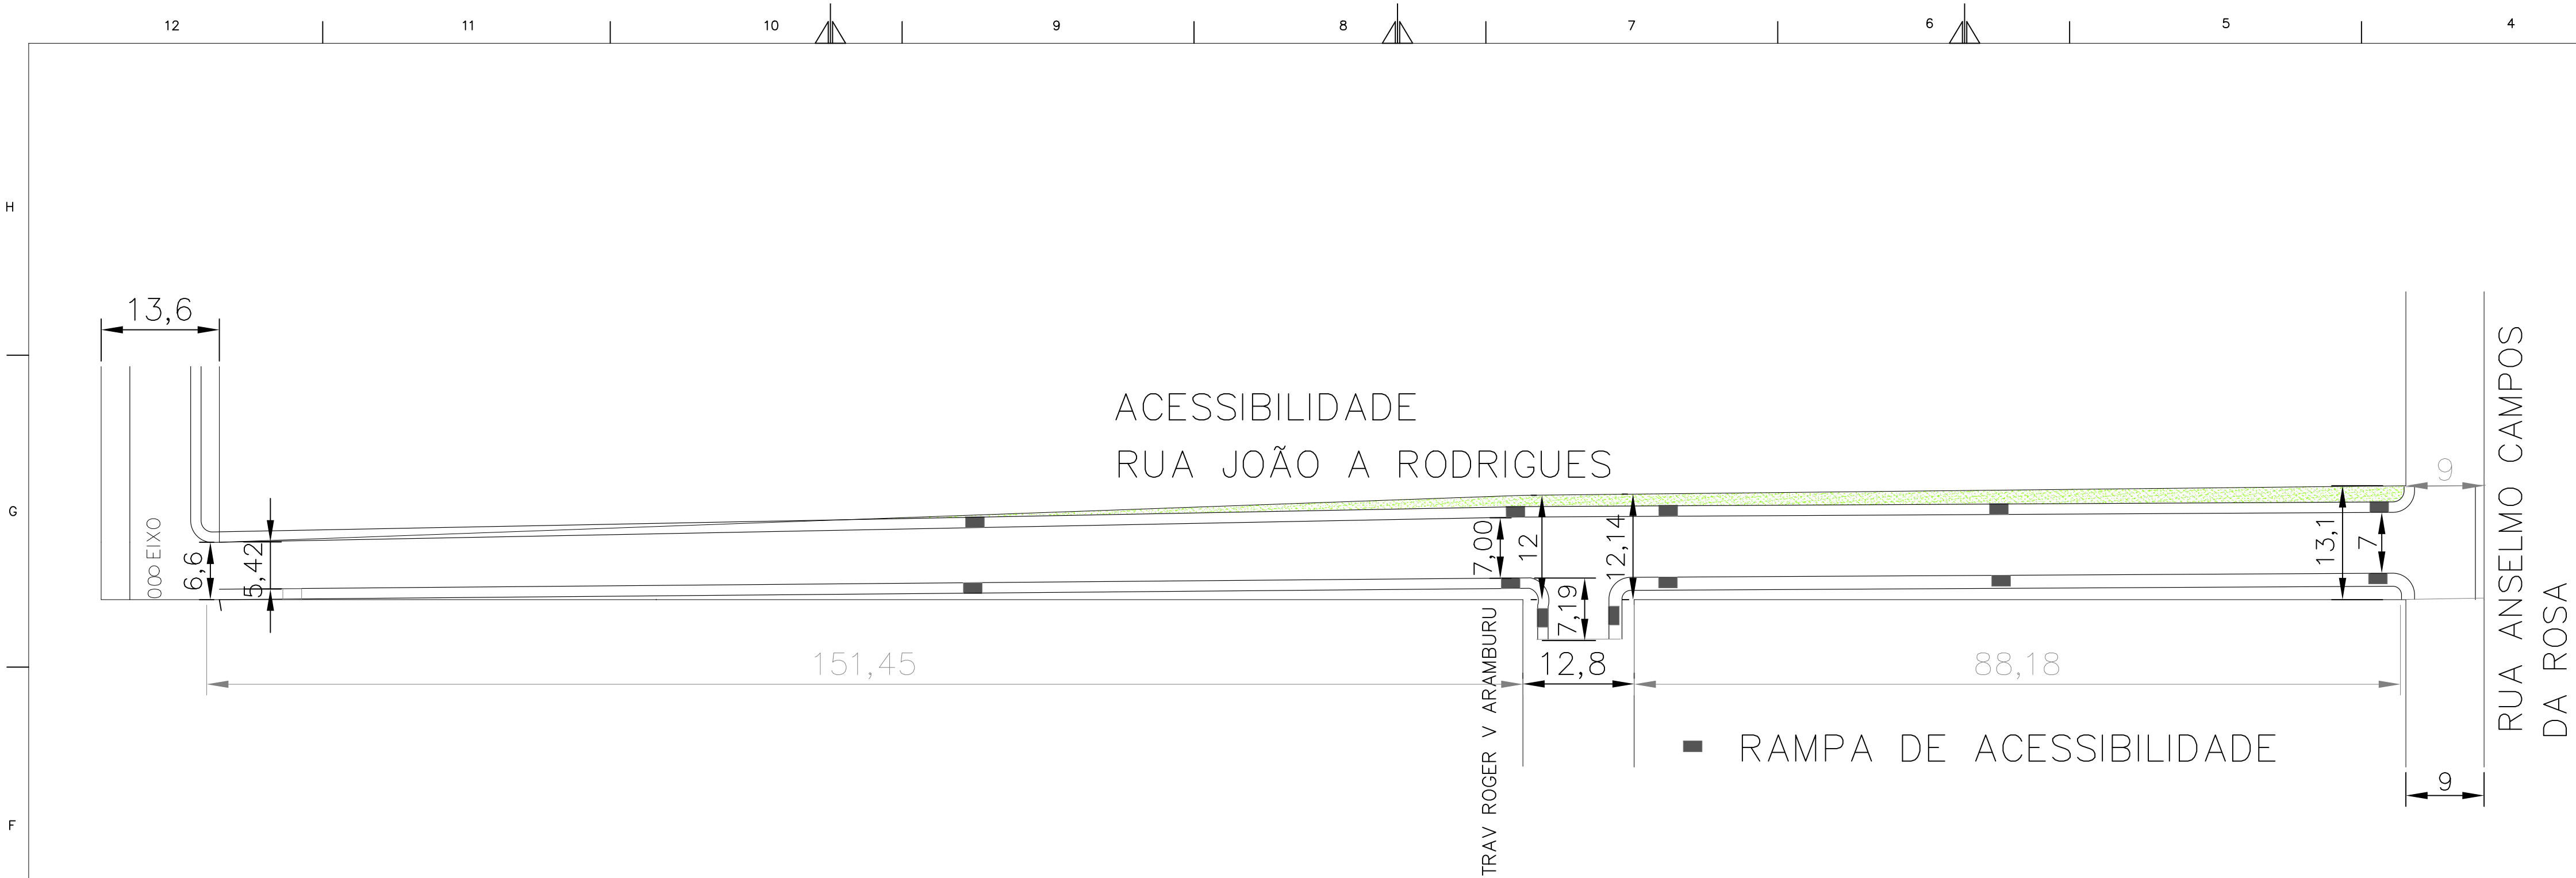 12 11 10 9 8 7 6 5 4
H
13,6
RUA ANSELMO CAMPOS
DA ROSA
ACESSIBILIDADE
RUA JOÃO A RODRIGUES
9
G
EIXO
6,6
5,42
7,00
12
12,14
13,1
7
7,19
TRAV ROGER V ARAMBURU
151,45
12,8
88,18
RAMPA DE ACESSIBILIDADE
9
F